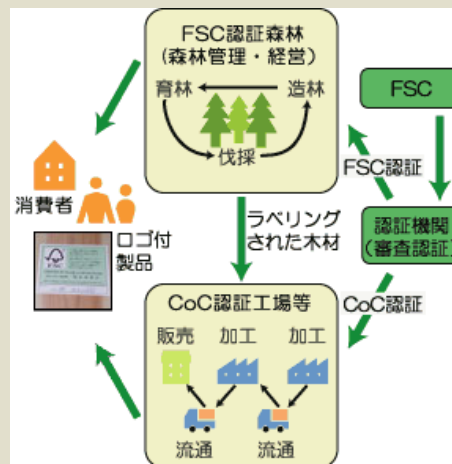 FSC認証森林
(森林管理・経営)
育林
造林
伐採
FSC
FSC認証
消費者
ロゴ付
製品
ラベリング
された木材
認証機関
(審査認証)
CoC認証
CoC認証工場等
販売
加工
加工
流通
流通
FSC